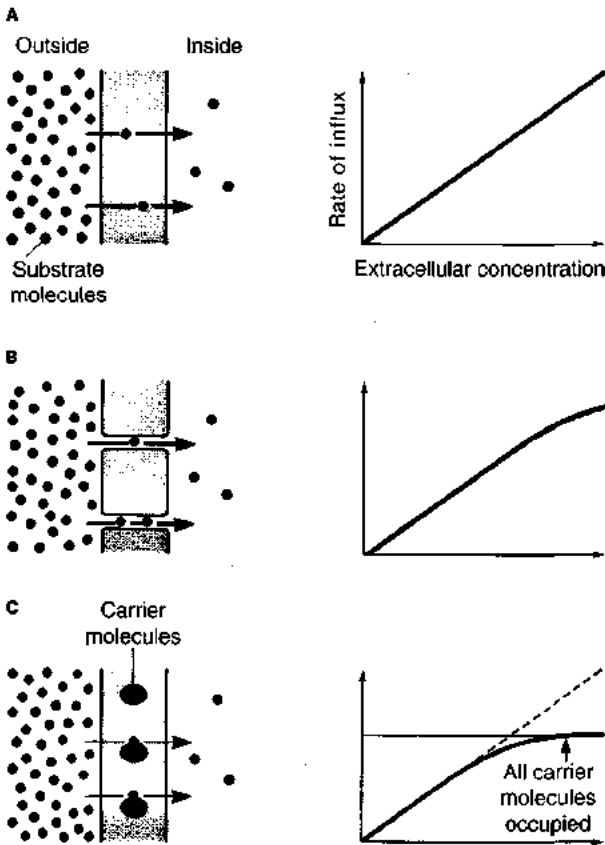 A
Outside
Inside
Substrate
molecules
Rate of influx
Extracellular concentration
B
C
Carrier
molecules
All carrier
molecules
occupied